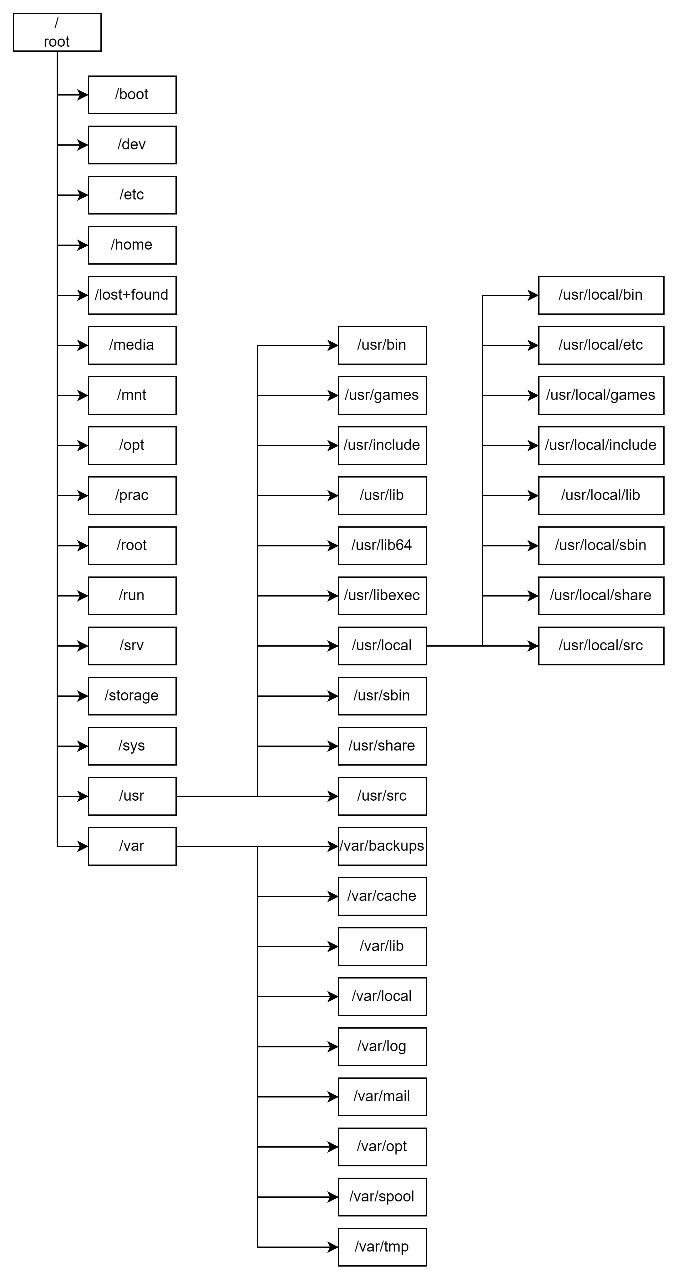 /
root
/boot
/dev
/etc
/home
/lost+found
/media
/mnt
/opt
/prac
/root
/run
/srv
/storage
/sys
/usr
/var
/usr/bin
/usr/games
/usr/include
/usr/lib
/usr/lib64
/usr/libexec
/usr/local
/usr/sbin
/usr/share
/usr/src
/var/backups
/var/cache
/var/lib
/var/local
/var/log
/var/mail
/var/opt
/var/spool
/var/tmp
/usr/local/bin
/usr/local/etc
/usr/local/games
/usr/local/include
/usr/local/lib
/usr/local/sbin
/usr/local/share
/usr/local/src